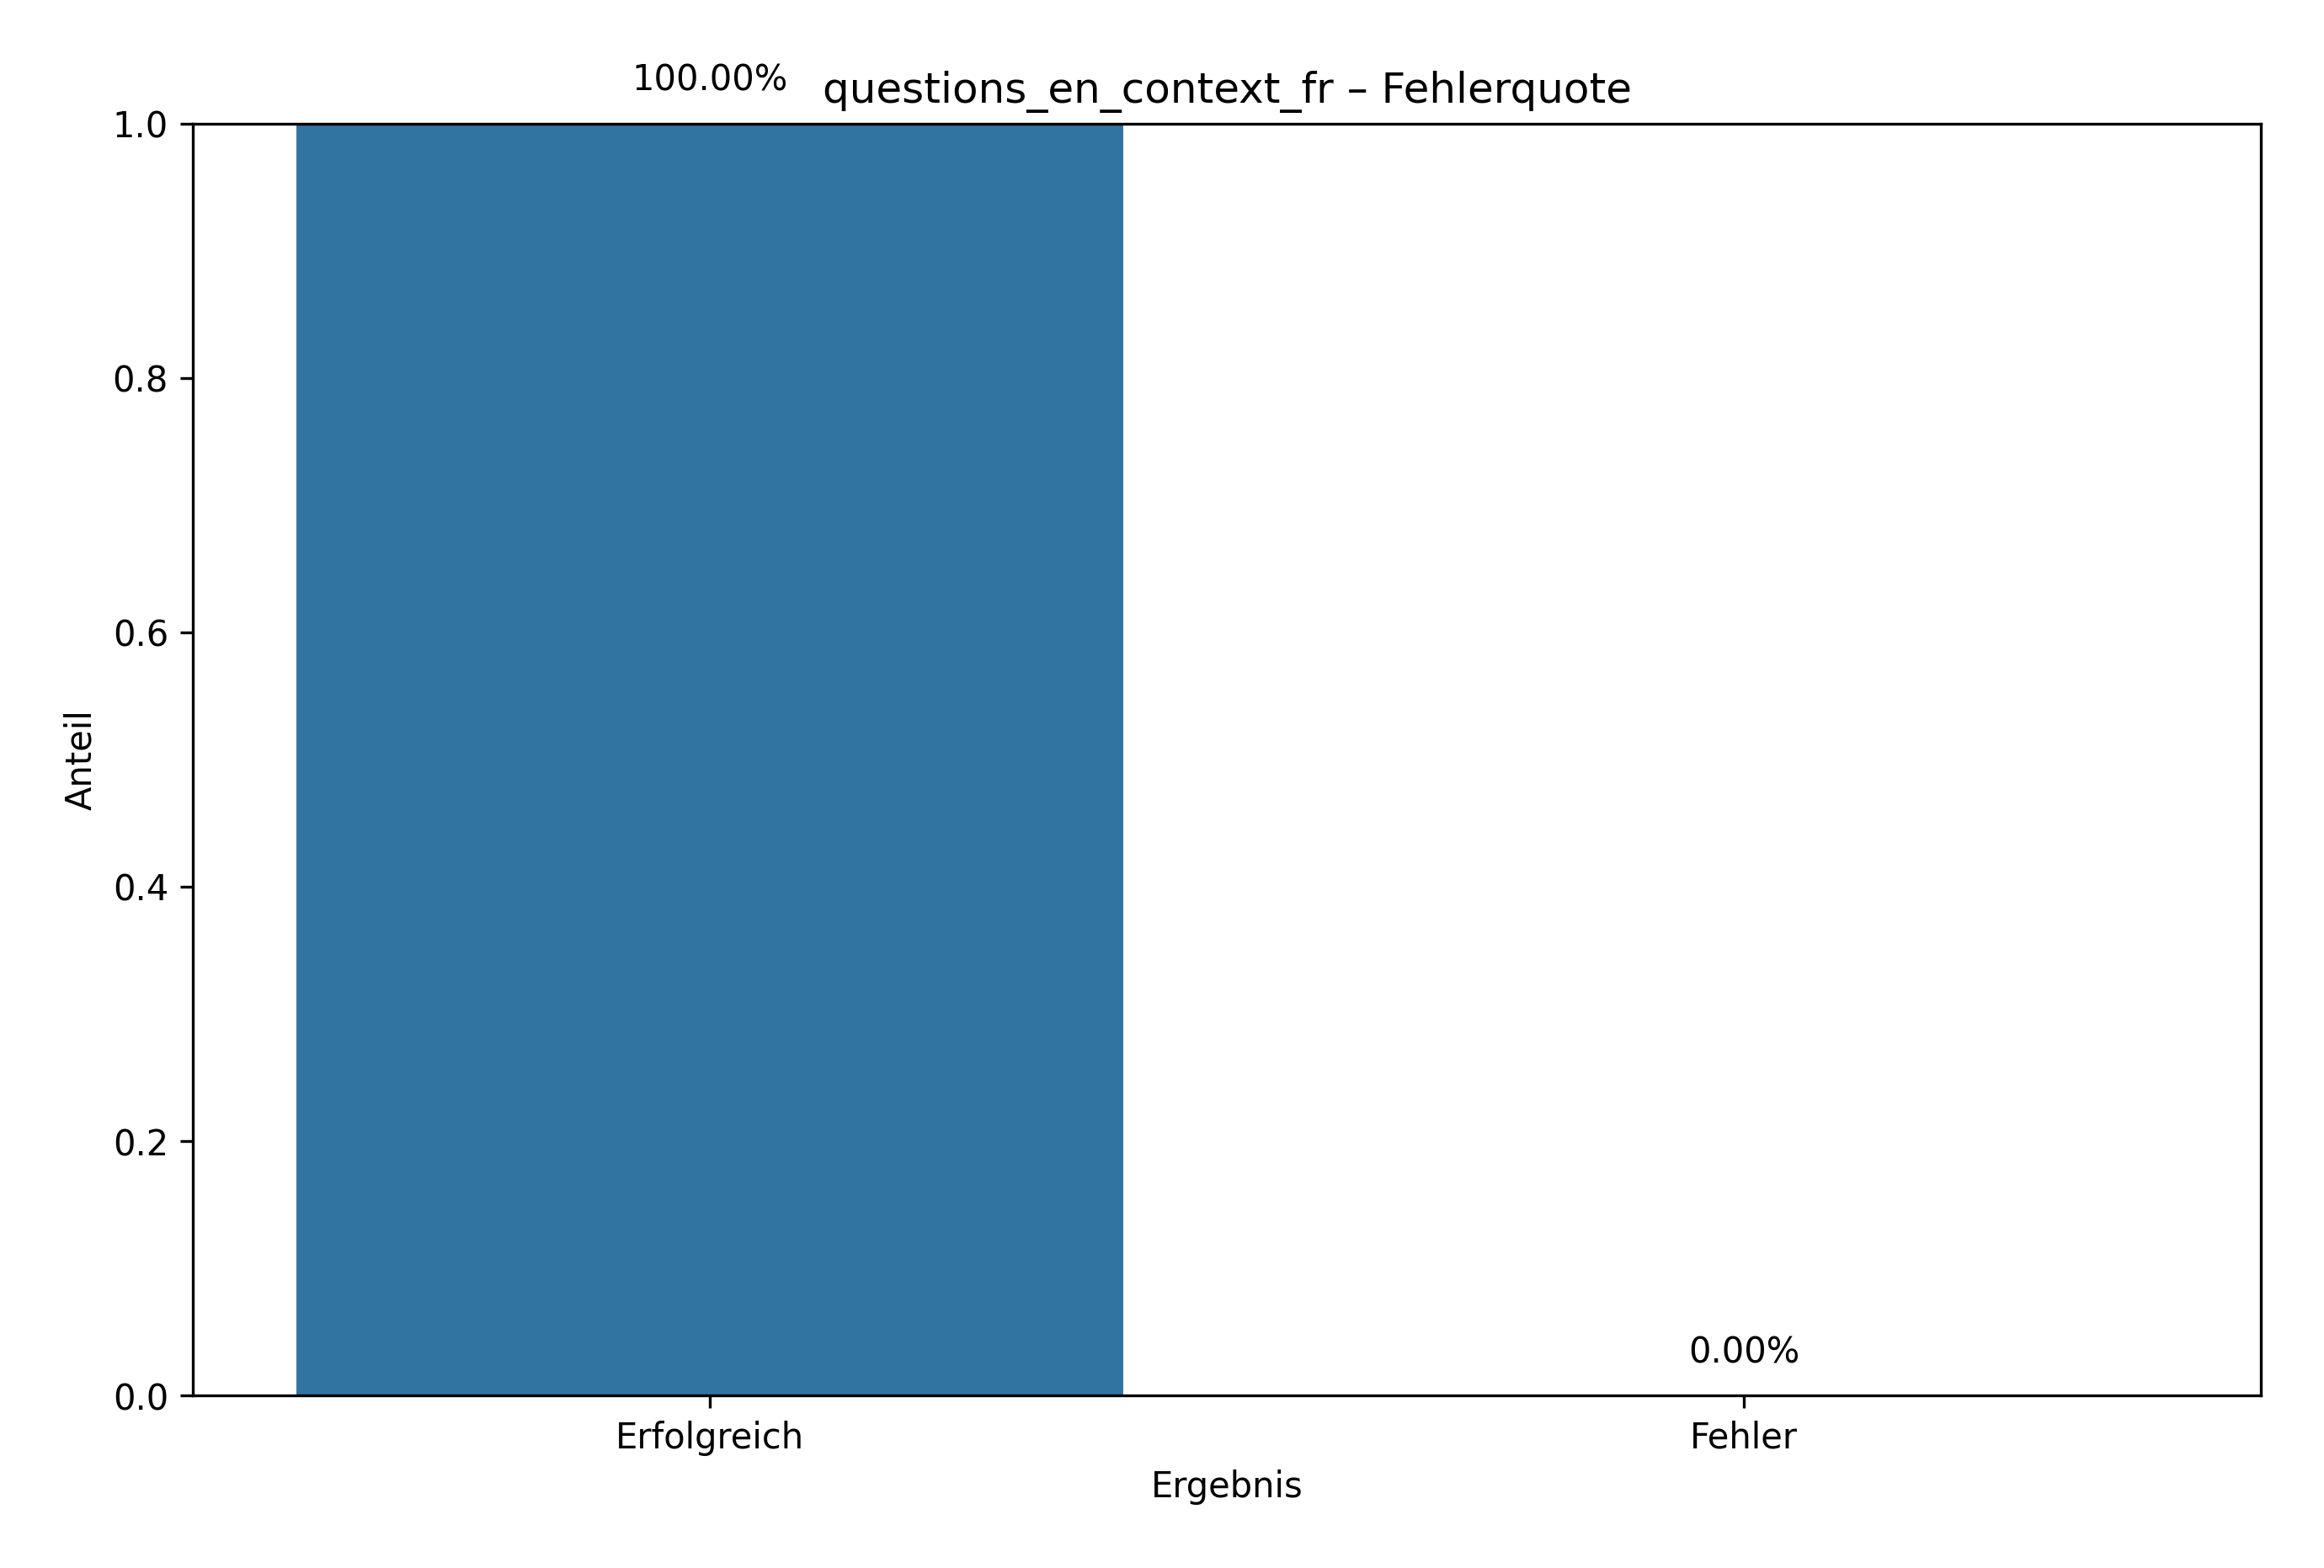 100.00%
questions_en_context_fr – Fehlerquote
1.0
0.8
0.6
0.4
0.2
0.0
Anteil
0.00%
Erfolgreich
Fehler
Ergebnis